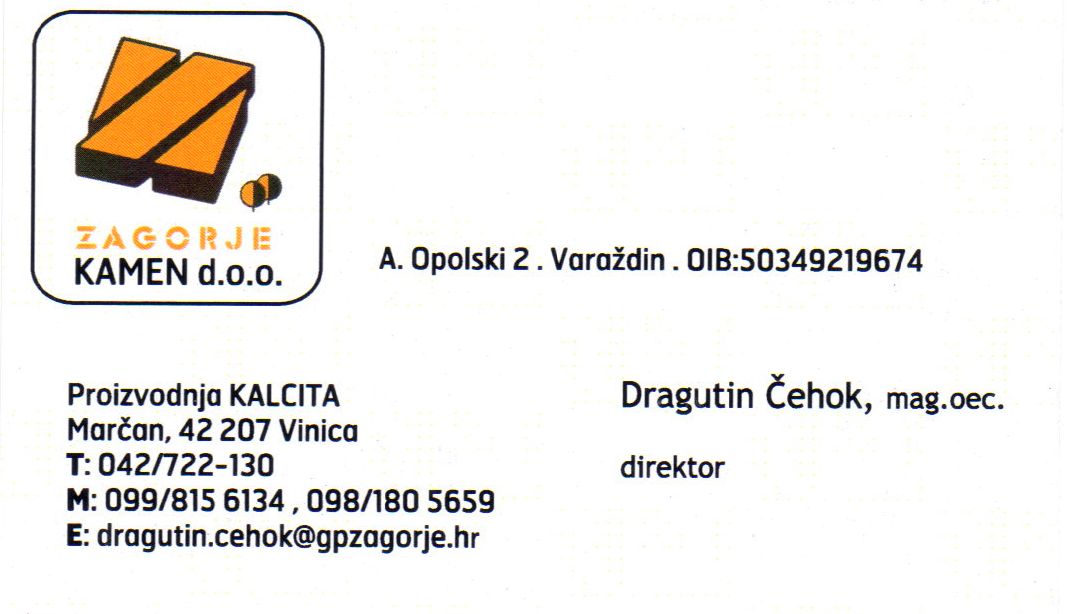 ZAGORJE
KAMEN d.o.o.
A. Opolski 2 . Varaždin . OIB:50349219674
Proizvodnja KALCITA
Marčan, 42 207 Vinica
T: 042/722-130
M: 099/815 6134 , 098/180 5659
E: dragutin.cehok@gpzagorje.hr
Dragutin Čehok, mag.oec.
direktor